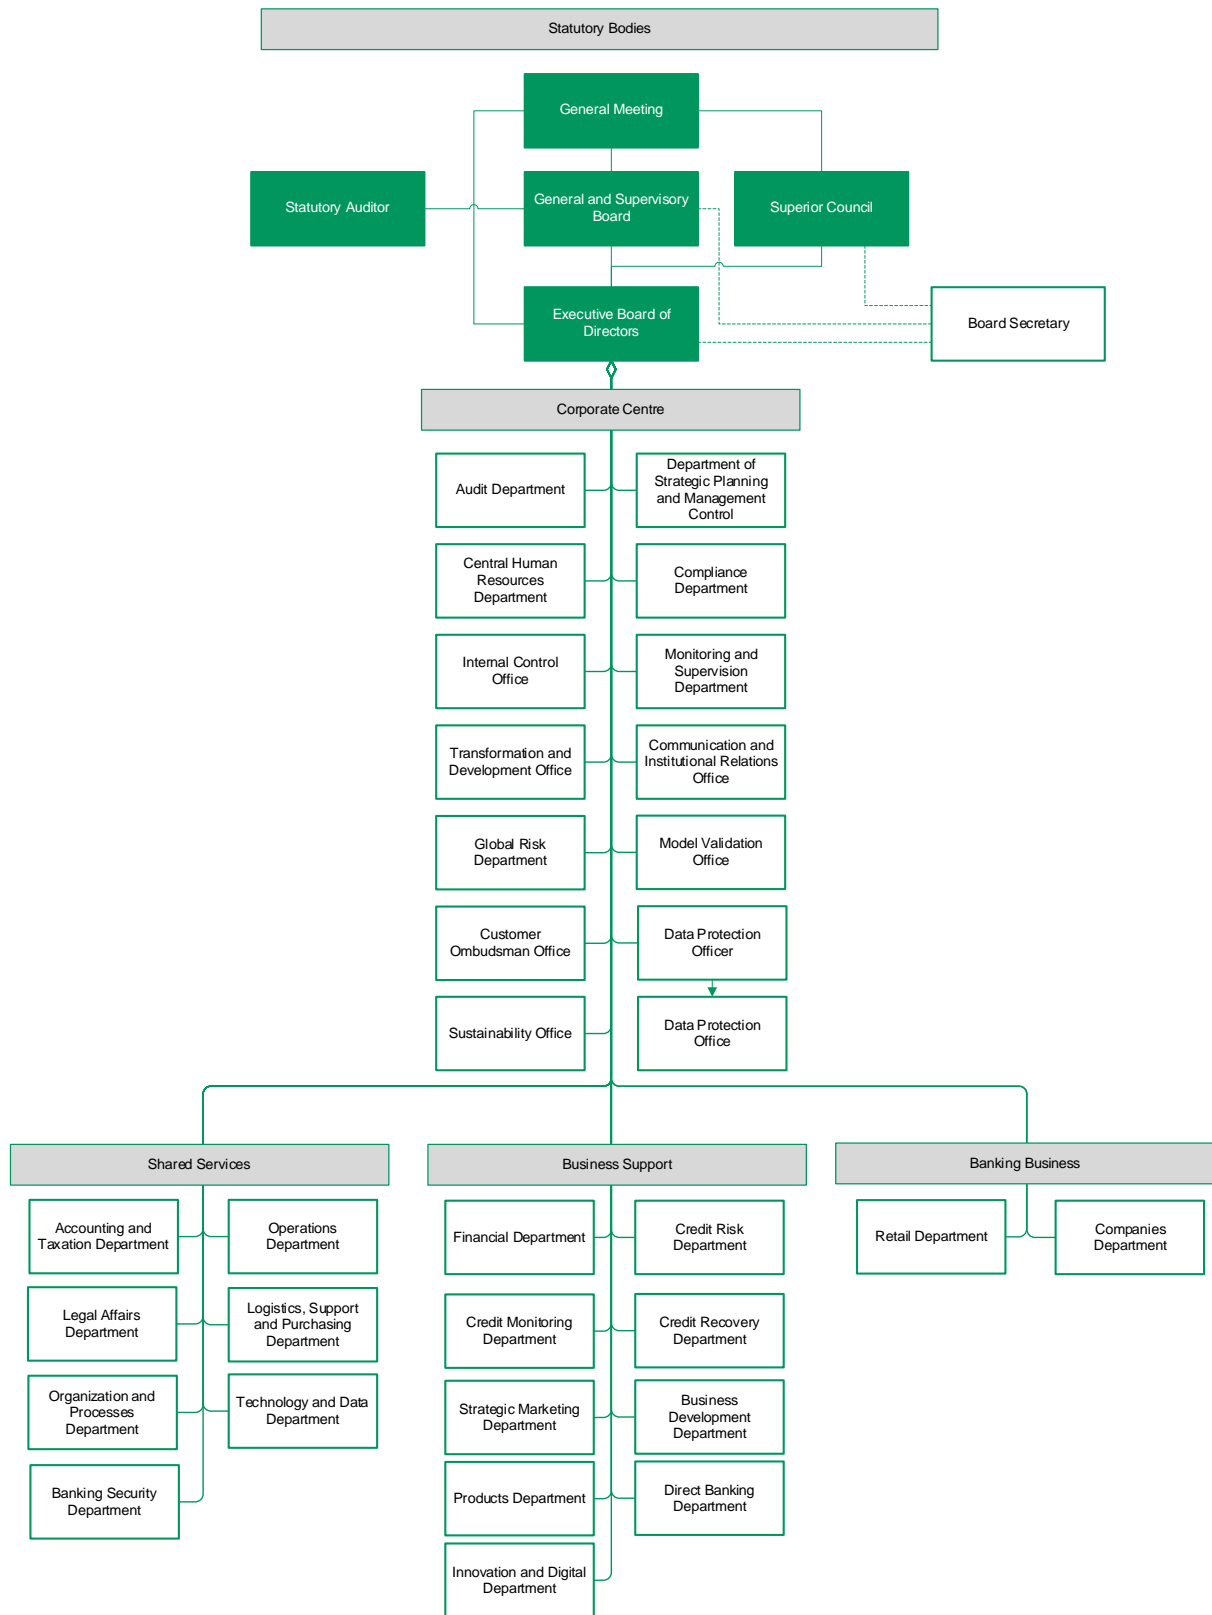 Statutory Bodies
General Meeting
Statutory Auditor
General and Supervisory
Board
Superior Council
Executive Board of
Directors
Board Secretary
Corporate Centre
Audit Department
Department of
Strategic Planning
and Management
Control
Central Human
Resources
Department
Compliance
Department
Internal Control
Office
Monitoring and
Supervision
Department
Transformation and
Development Office
Communication and
Institutional Relations
Office
Global Risk
Department
Model Validation
Office
Customer
Ombudsman Office
Data Protection
Officer
Sustainability Office
Data Protection
Office
Shared Services
Business Support
Banking Business
Accounting and
Taxation Department
Operations
Department
Legal Affairs
Department
Logistics, Support
and Purchasing
Department
Organization and
Processes
Department
Technology and Data
Department
Banking Security
Department
Financial Department
Credit Risk
Department
Credit Monitoring
Department
Credit Recovery
Department
Strategic Marketing
Department
Business
Development
Department
Products Department
Direct Banking
Department
Innovation and Digital
Department
Retail Department
Companies
Department